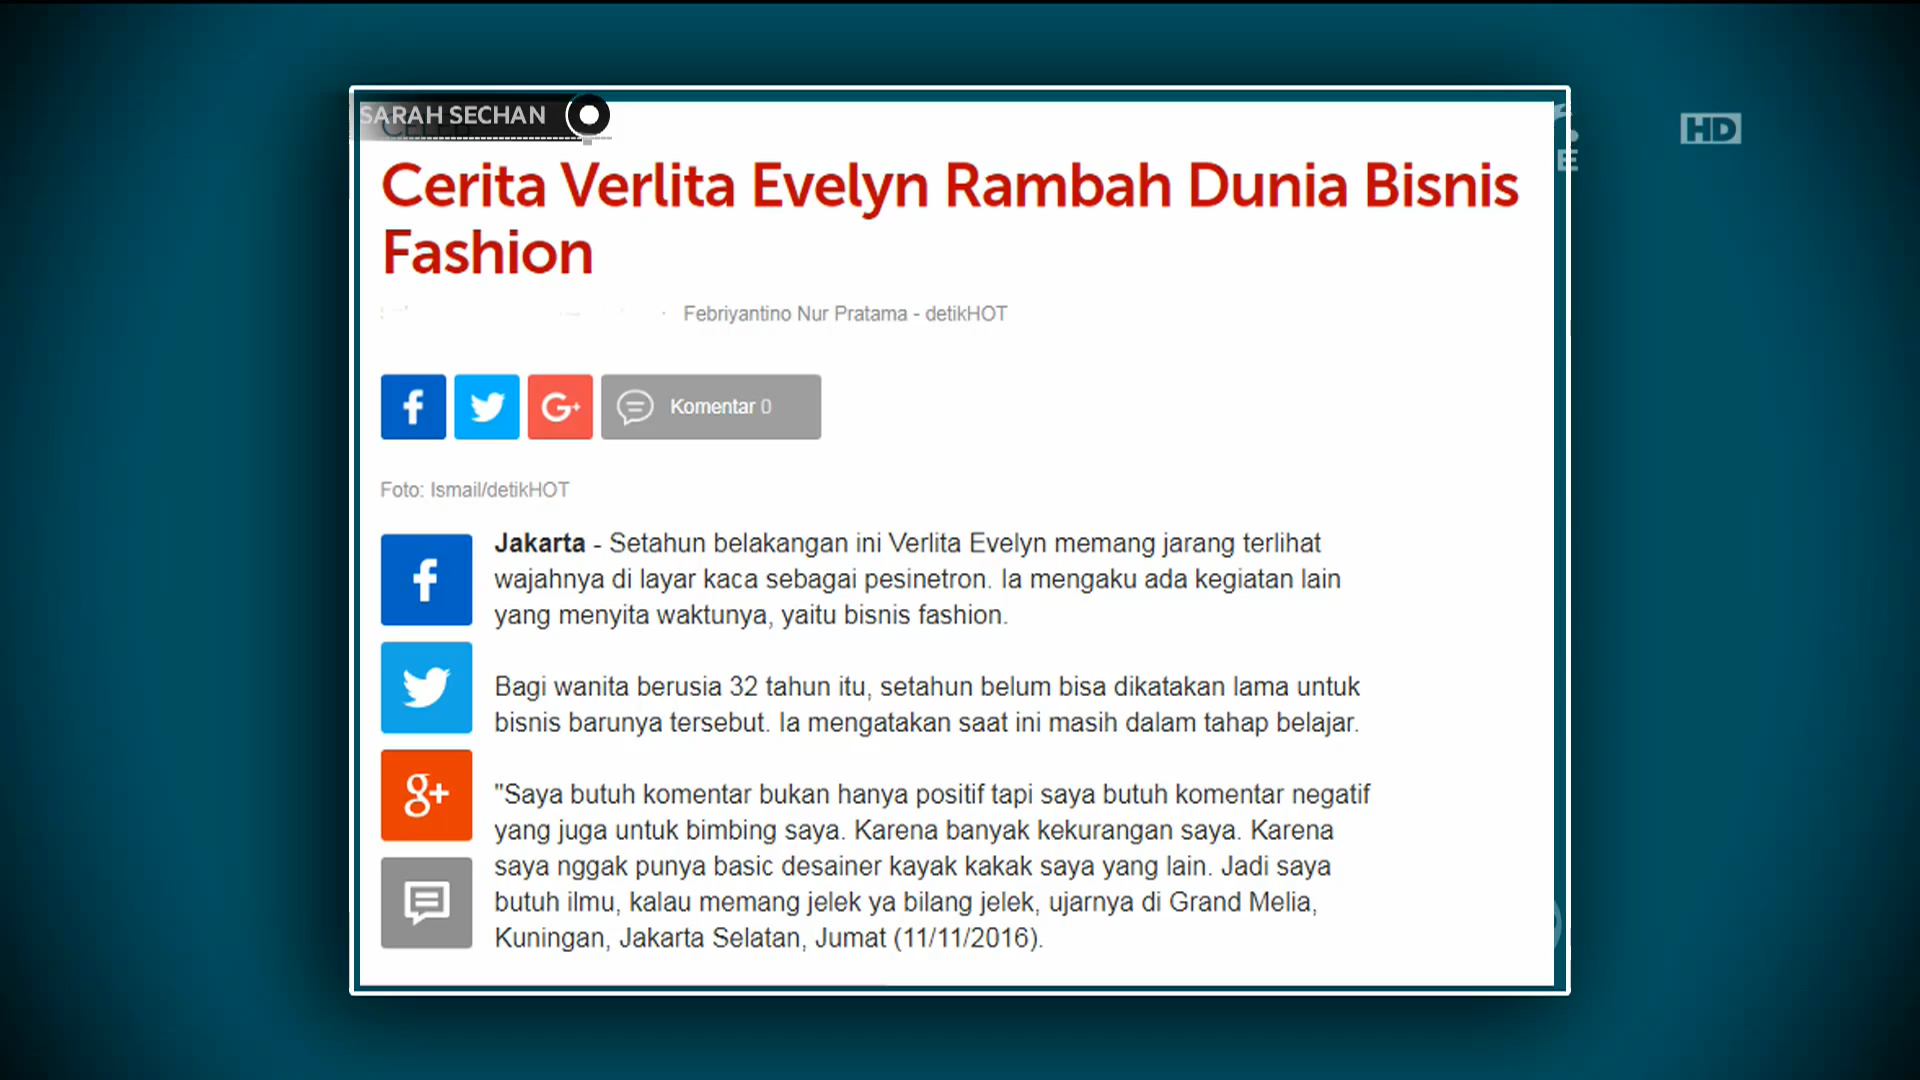 SARAH SECHAN
HD
Cerita Verlita Evelyn Rambah Dunia Bisnis
Fashion
Febriyantino Nur Pratama - detikHOT
Komentar 0
Foto: Ismail/detikHOT
Jakarta - Setahun belakangan ini Verlita Evelyn memang jarang terlihat
wajahnya di layar kaca sebagai pesinetron. Ia mengaku ada kegiatan lain
yang menyita waktunya, yaitu bisnis fashion.
Bagi wanita berusia 32 tahun itu, setahun belum bisa dikatakan lama untuk
bisnis barunya tersebut. Ia mengatakan saat ini masih dalam tahap belajar.
"Saya butuh komentar bukan hanya positif tapi saya butuh komentar negatif
yang juga untuk bimbing saya. Karena banyak kekurangan saya. Karena
saya nggak punya basic desainer kayak kakak saya yang lain. Jadi saya
butuh ilmu, kalau memang jelek ya bilang jelek, ujarnya di Grand Melia,
Kuningan, Jakarta Selatan, Jumat (11/11/2016).